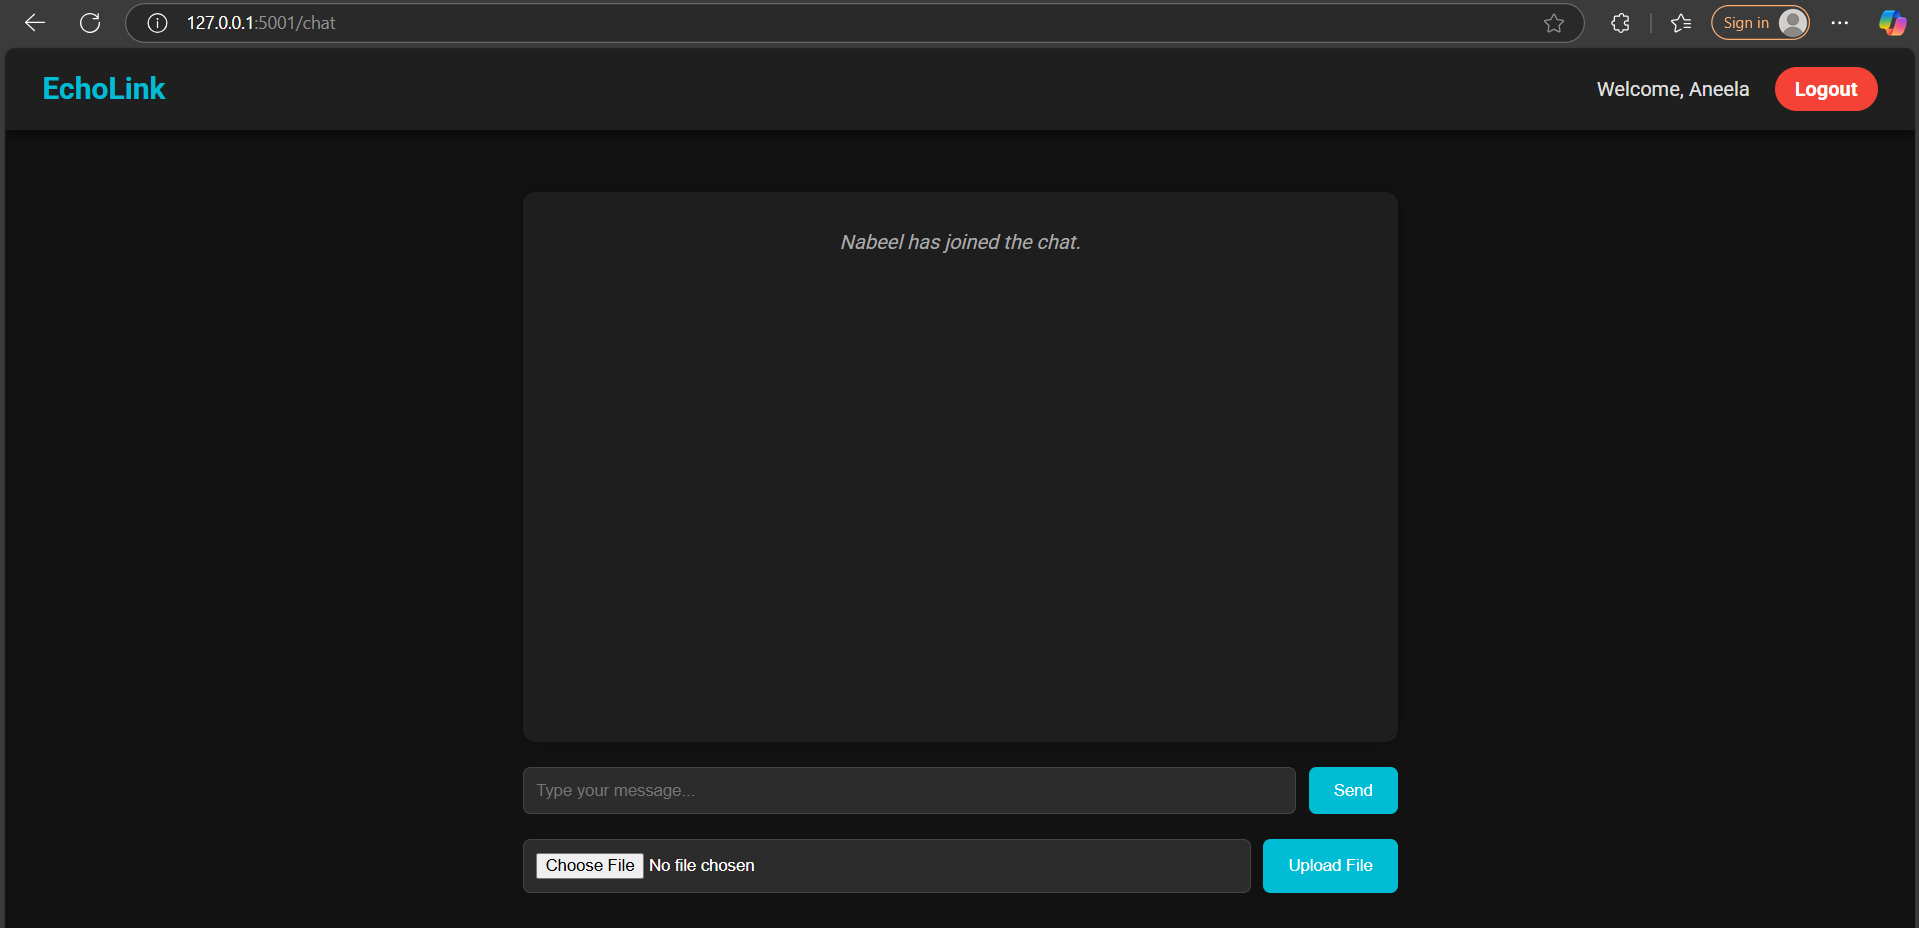 127.0.0.1:5001/chat
Sign in
EchoLink
Welcome, Aneela
Logout
Nabeel has joined the chat.
Type your message...
Send
Choose File No file chosen
Upload File